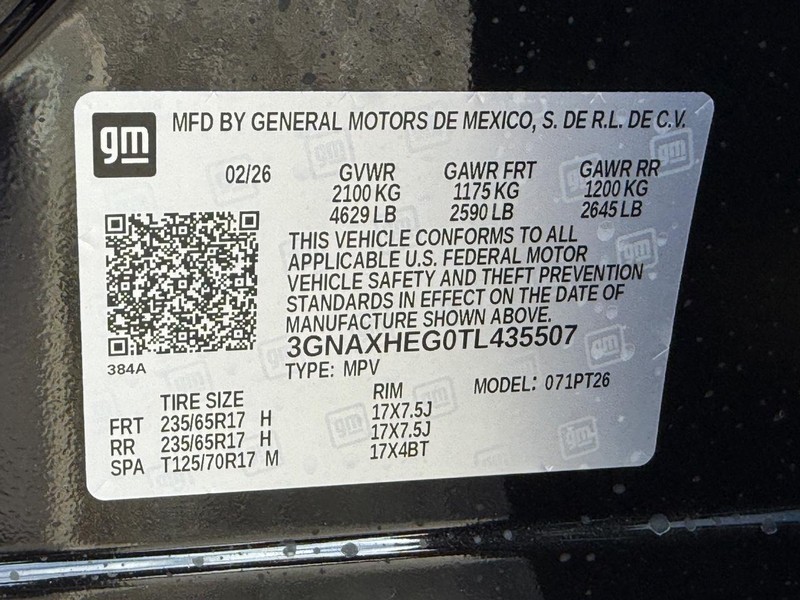 gm MFD BY GENERAL MOTORS DE MEXICO, S. DE R.L. DE C.V.
02/26 GVWR GAWR FRT GAWR RR
2100 KG 1175 KG 1200 KG
4629 LB 2590 LB 2645 LB
THIS VEHICLE CONFORMS TO ALL
APPLICABLE U.S. FEDERAL MOTOR
VEHICLE SAFETY AND THEFT PREVENTION
STANDARDS IN EFFECT ON THE DATE OF
MANUFACTURE SHOWN ABOVE.
3GNAXHEG0TL435507
384A
TYPE: MPV MODEL: 071PT26
TIRE SIZE RIM
FRT 235/65R17 H 17X7.5J
RR 235/65R17 H 17X7.5J
SPA T125/70R17 M 17X4BT